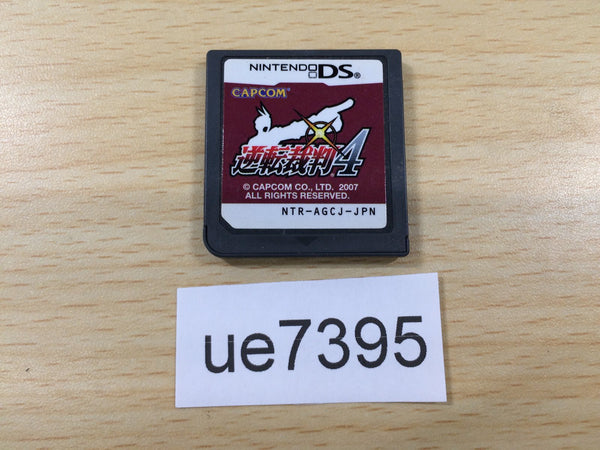 NINTENDO DS®
CAPCOM®
逆転裁判4
© CAPCOM CO., LTD. 2007
ALL RIGHTS RESERVED.
NTR-AGCJ-JPN
ue7395